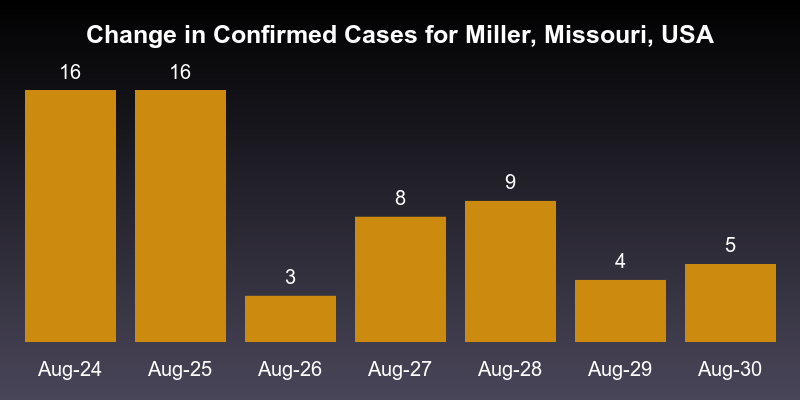 Change in Confirmed Cases for Miller, Missouri, USA
16 16 3 8 9 4 5
Aug-24 Aug-25 Aug-26 Aug-27 Aug-28 Aug-29 Aug-30